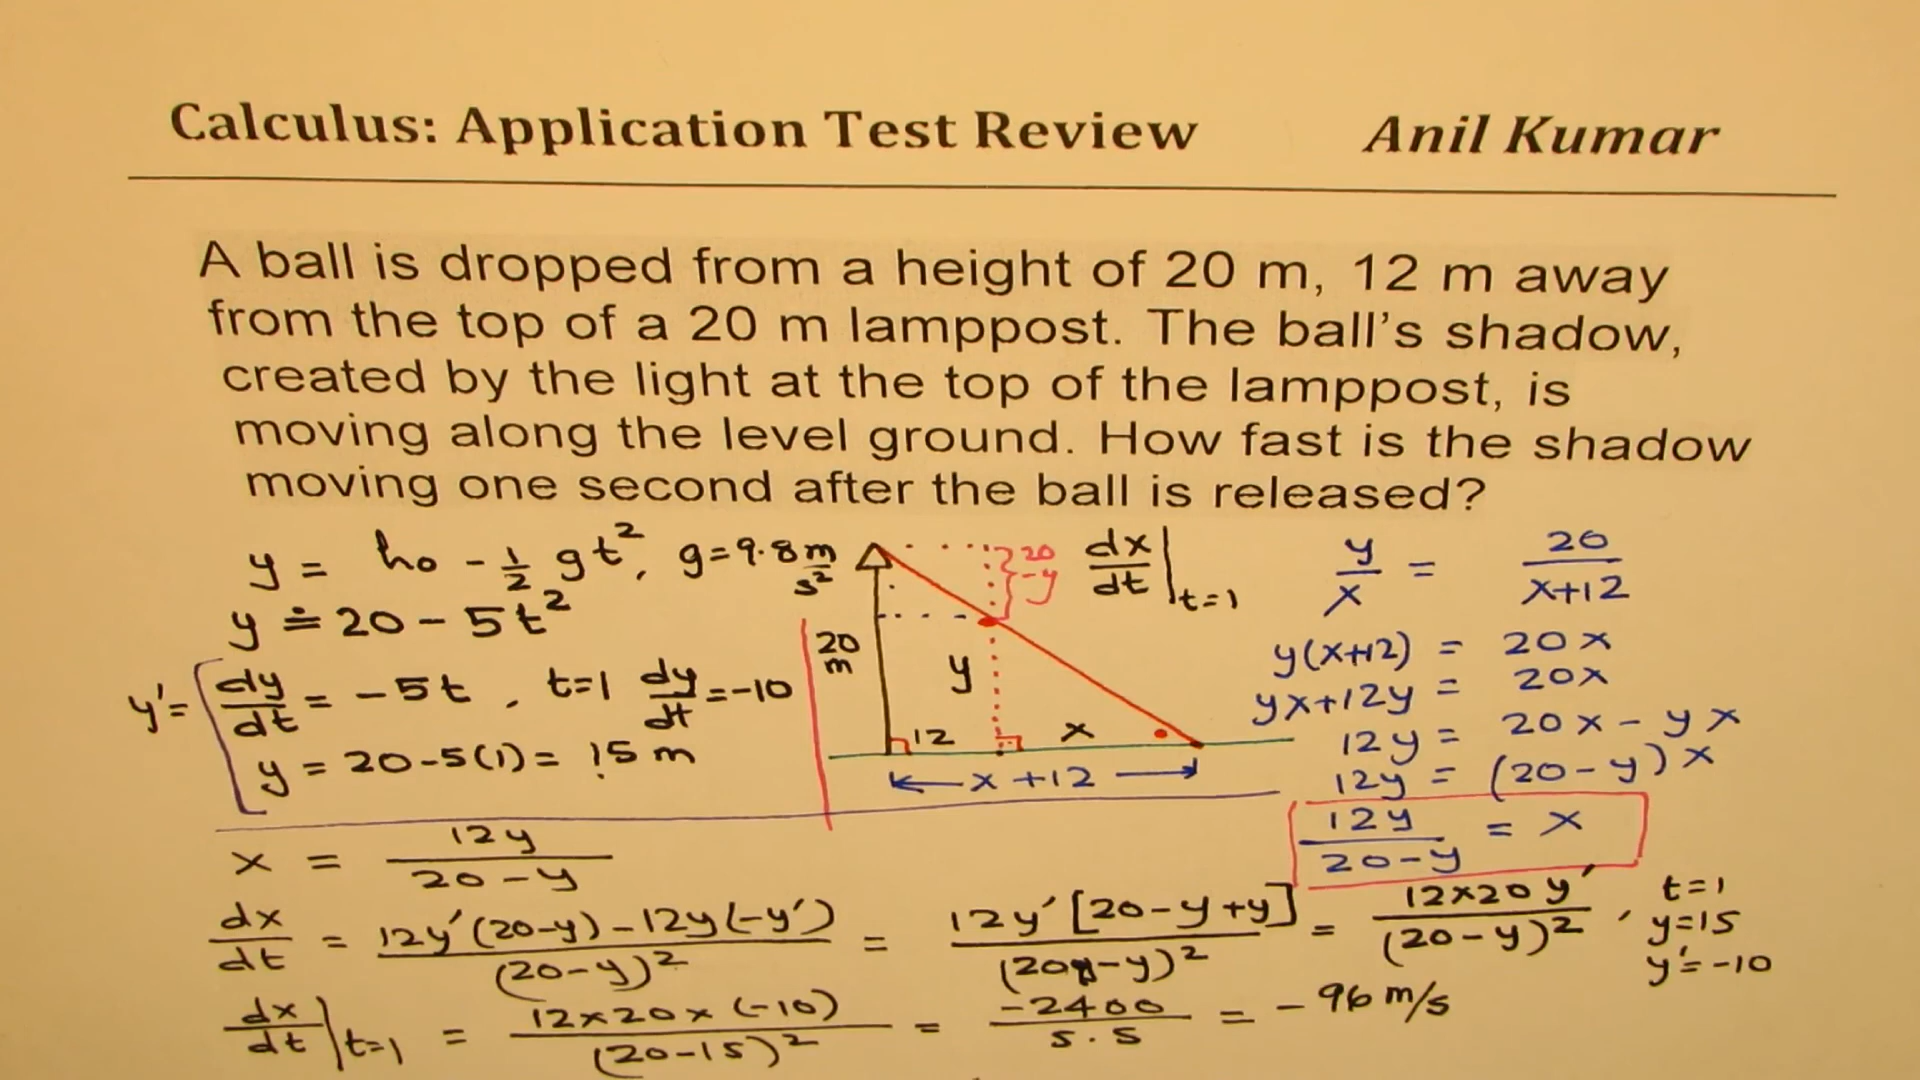 Calculus: Application Test Review Anil Kumar
A ball is dropped from a height of 20 m, 12 m away
from the top of a 20 m lamppost. The ball's shadow,
created by the light at the top of the lamppost, is
moving along the level ground. How fast is the shadow
moving one second after the ball is released?
y = h₀ - 1/2 gt², g = 9.8 m/s²
y ≐ 20 - 5t²
y' = dy/dt = -5t, t=1 dy/dt = -10
y = 20-5(1) = 15 m
20 m
20 - y
y
12
x
x + 12
dx/dt | t=1
y/x = 20/(x+12)
y(x+12) = 20x
yx+12y = 20x
12y = 20x - yx
12y = (20-y)x
12y/(20-y) = x
x = 12y/(20-y)
dx/dt = (12y'(20-y) - 12y(-y'))/(20-y)² = 12y'[20-y+y]/(20-y)² = 12×20y'/(20-y)², t=1
y=15
y'=-10
dx/dt | t=1 = 12×20×(-10)/(20-15)² = -2400/5·5 = -96 m/s